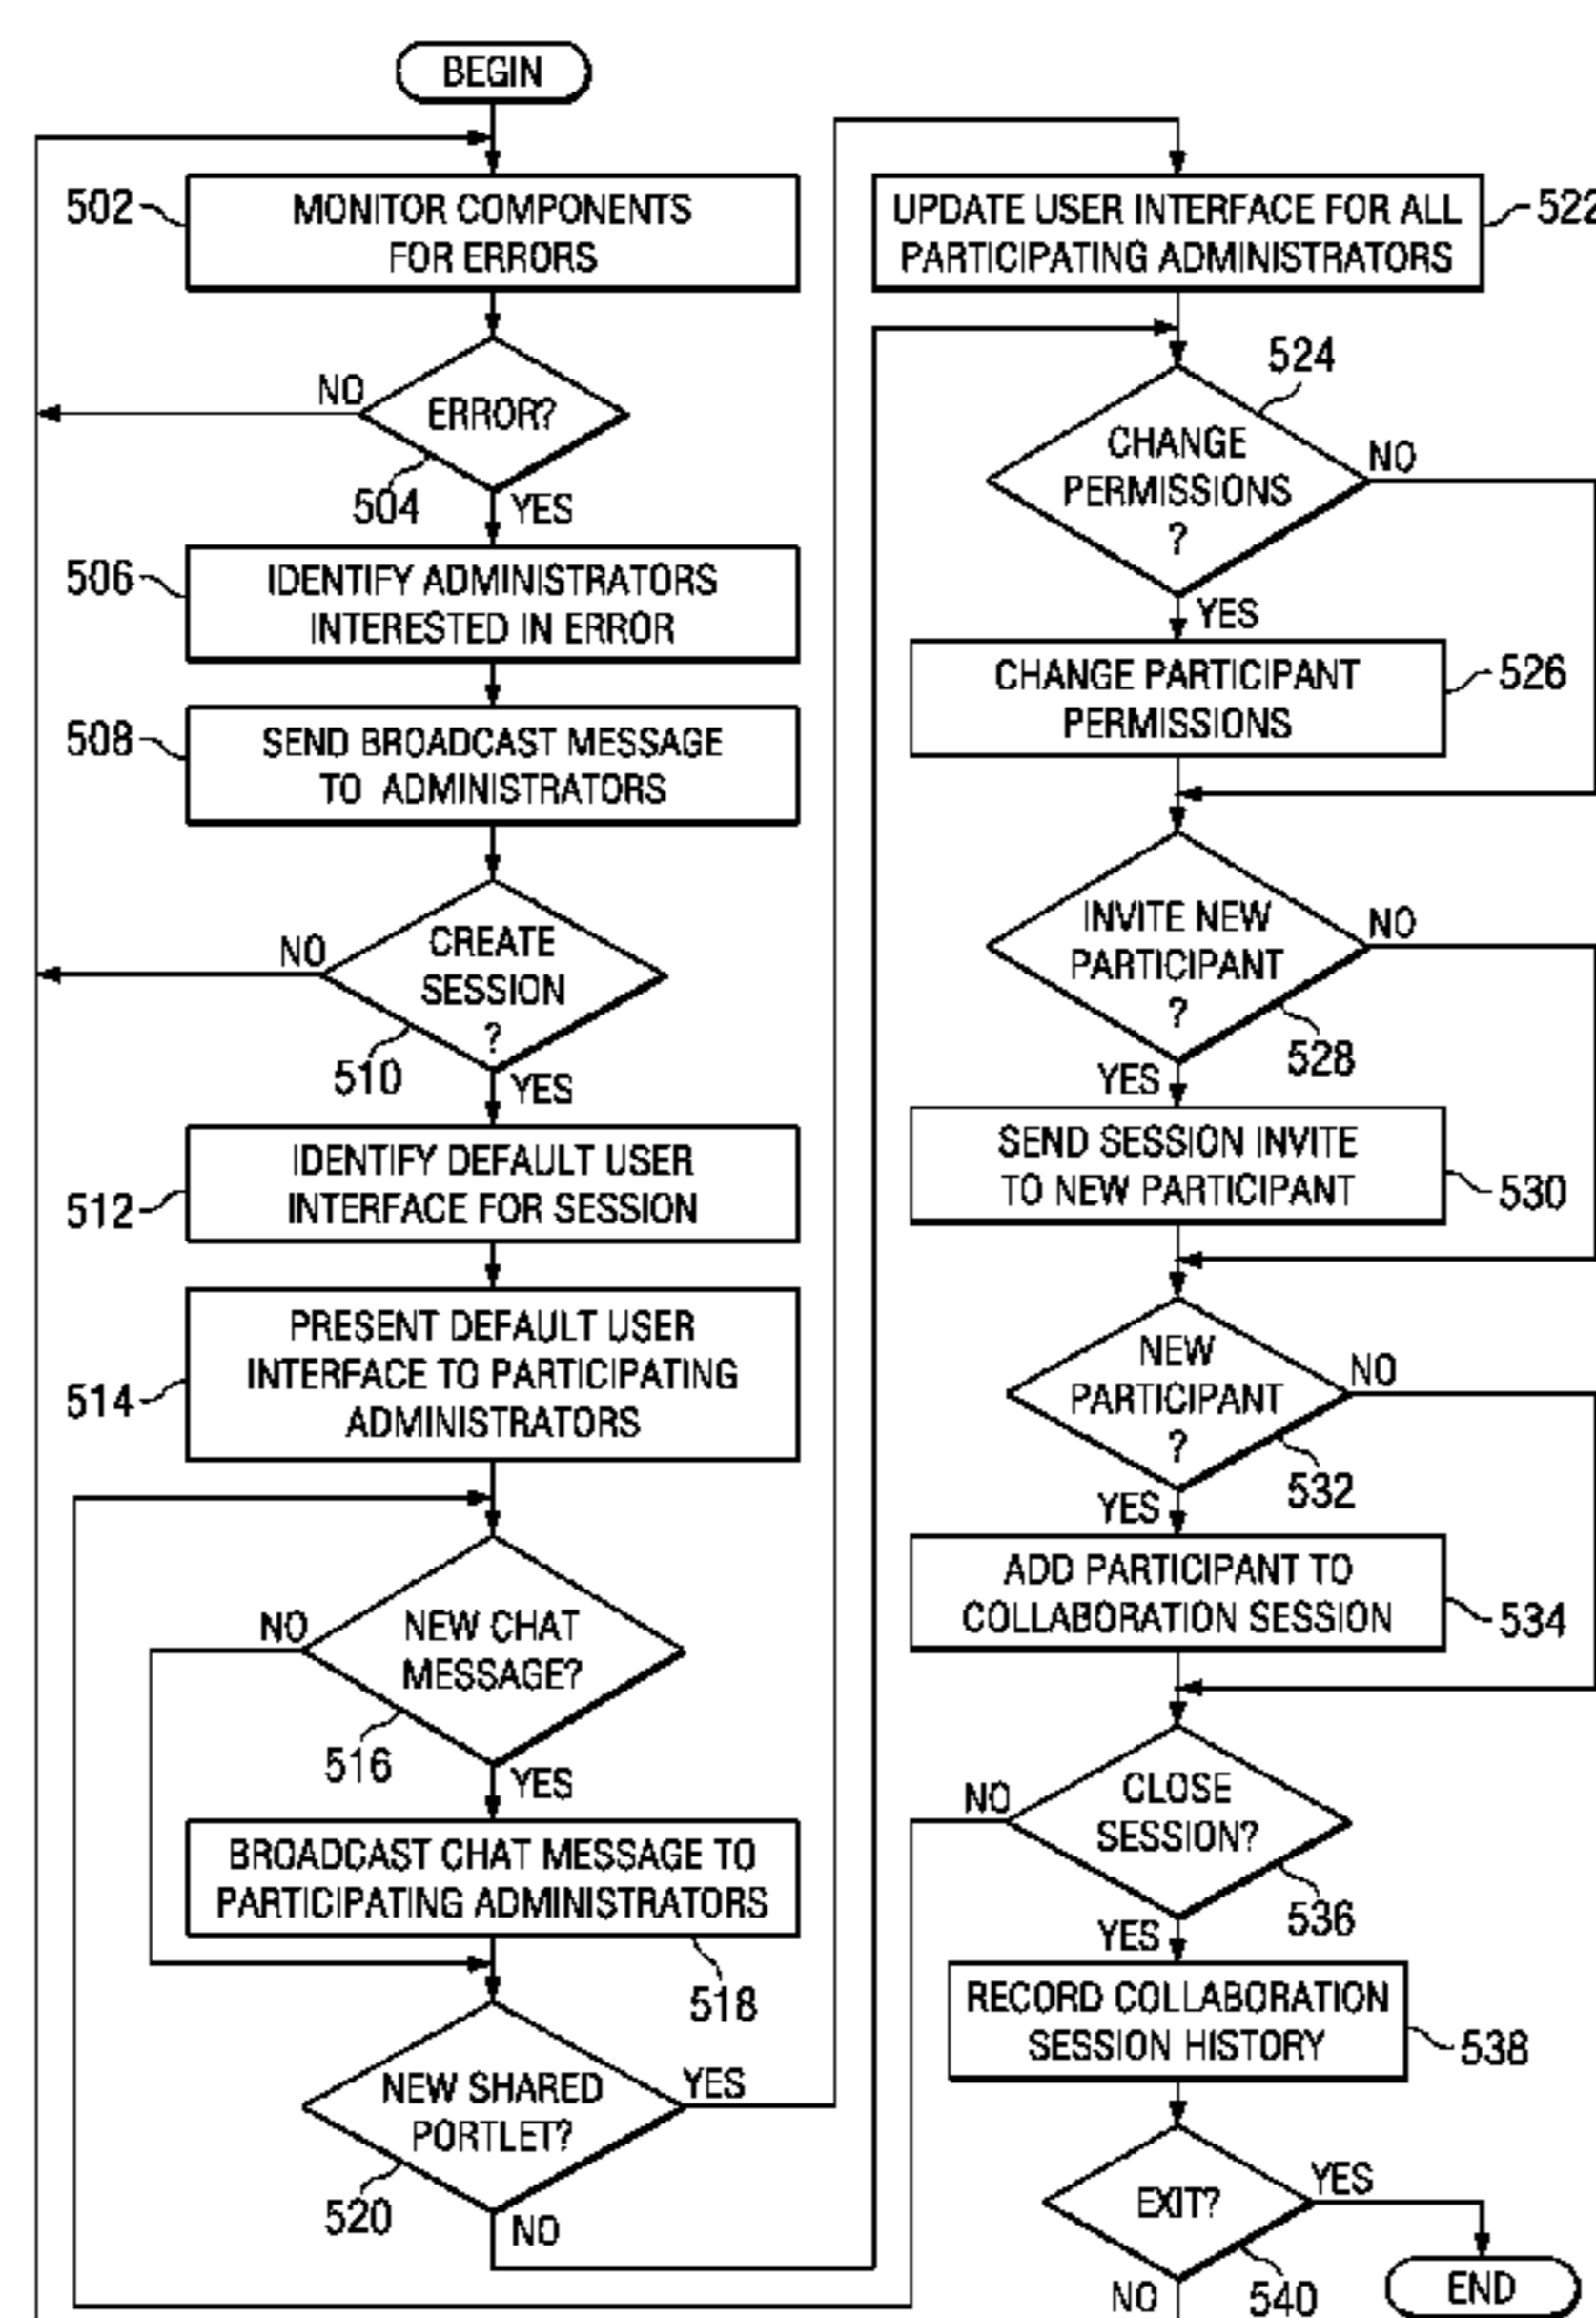 BEGIN
502
MONITOR COMPONENTS
FOR ERRORS
ERROR?
NO
504
YES
506
IDENTIFY ADMINISTRATORS
INTERESTED IN ERROR
508
SEND BROADCAST MESSAGE
TO ADMINISTRATORS
NO
CREATE
SESSION
?
510
YES
512
IDENTIFY DEFAULT USER
INTERFACE FOR SESSION
514
PRESENT DEFAULT USER
INTERFACE TO PARTICIPATING
ADMINISTRATORS
NO
NEW CHAT
MESSAGE?
516
YES
BROADCAST CHAT MESSAGE TO
PARTICIPATING ADMINISTRATORS
518
NEW SHARED
PORTLET?
YES
520
NO
UPDATE USER INTERFACE FOR ALL
PARTICIPATING ADMINISTRATORS
522
524
CHANGE
PERMISSIONS
?
NO
YES
CHANGE PARTICIPANT
PERMISSIONS
526
INVITE NEW
PARTICIPANT
?
NO
528
YES
SEND SESSION INVITE
TO NEW PARTICIPANT
530
NEW
PARTICIPANT
?
NO
532
YES
ADD PARTICIPANT TO
COLLABORATION SESSION
534
NO
CLOSE
SESSION?
536
YES
RECORD COLLABORATION
SESSION HISTORY
538
EXIT?
YES
540
NO
END